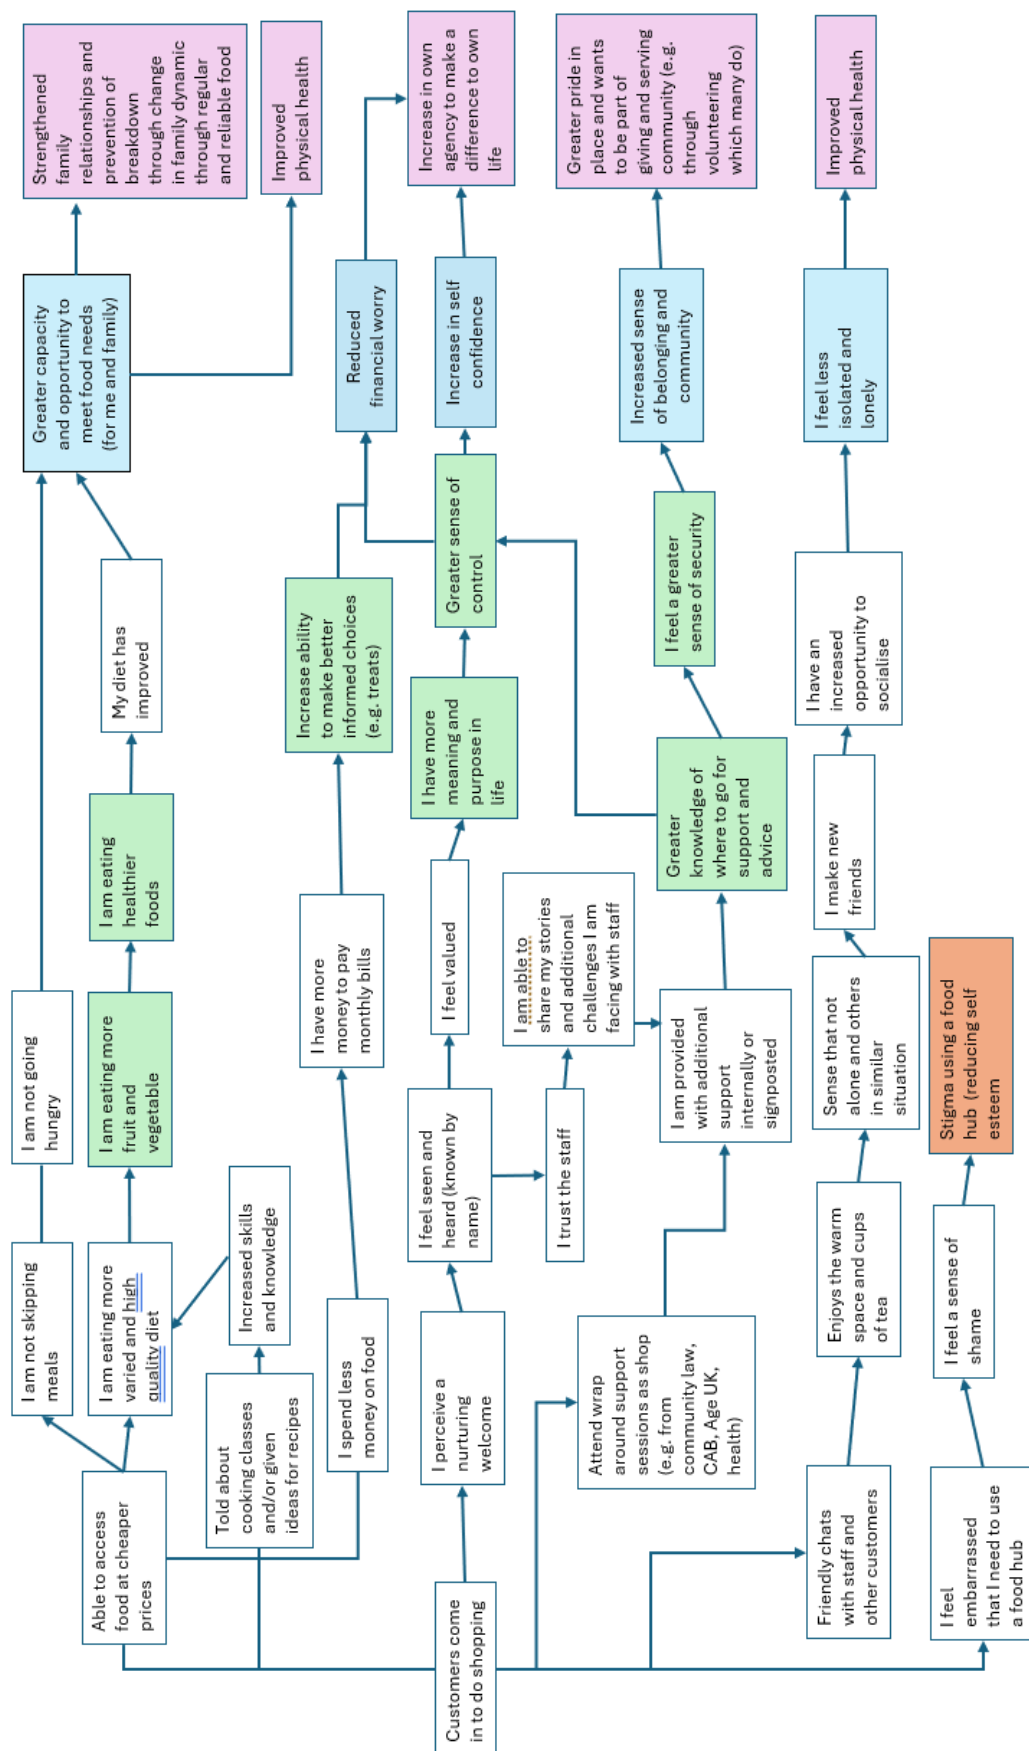 Customers come
in to do shopping
Able to access
food at cheaper
prices
I am not skipping
meals
I am not going
hungry
Greater capacity
and opportunity to
meet food needs
(for me and family)
Strengthened
family
relationships and
prevention of
breakdown
through change
in family dynamic
through regular
and reliable food
I am eating more
varied and high
quality diet
I am eating more
fruit and
vegetable
I am eating
healthier
foods
My diet has
improved
Improved
physical health
Told about
cooking classes
and/or given
ideas for recipes
Increased skills
and knowledge
I spend less
money on food
I have more
money to pay
monthly bills
Increase ability
to make better
informed choices
(e.g. treats)
Reduced
financial worry
I perceive a
nurturing
welcome
I feel seen and
heard (known by
name)
I feel valued
I have more
meaning and
purpose in
life
Greater sense of
control
Increase in self
confidence
Increase in own
agency to make a
difference to own
life
I trust the staff
I am able to
share my stories
and additional
challenges I am
facing with staff
Attend wrap
around support
sessions as shop
(e.g. from
community law,
CAB, Age UK,
health)
I am provided
with additional
support
internally or
signposted
Greater
knowledge of
where to go for
support and
advice
I feel a greater
sense of security
Increased sense
of belonging and
community
Greater pride in
place and wants
to be part of
giving and serving
community (e.g.
through
volunteering
which many do)
Friendly chats
with staff and
other customers
Enjoys the warm
space and cups
of tea
Sense that not
alone and others
in similar
situation
I make new
friends
I have an
increased
opportunity to
socialise
I feel less
isolated and
lonely
Improved
physical health
I feel
embarrassed
that I need to use
a food hub
I feel a sense of
shame
Stigma using a food
hub (reducing self
esteem